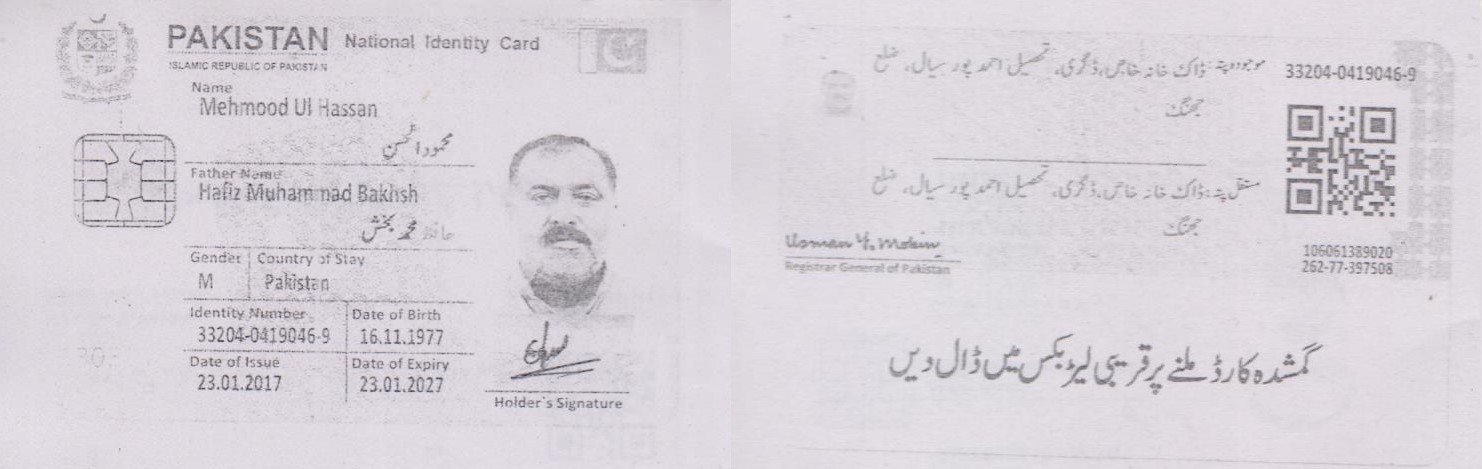 PAKISTAN National Identity Card
ISLAMIC REPUBLIC OF PAKISTAN
Name
Mehmood Ul Hassan
محمود الحسن
Father Name
Hafiz Muhammad Bakhsh
حافظ محمد بخش
Gender Country of Stay
M Pakistan
Identity Number Date of Birth
33204-0419046-9 16.11.1977
Date of Issue Date of Expiry
23.01.2017 23.01.2027
Holder's Signature
33204-0419046-9
موجودہ پتہ: ڈاک خانہ خاص، ڈگری، تحصیل احمد پور سیال، ضلع
جھنگ
مستقل پتہ: ڈاک خانہ خاص، ڈگری، تحصیل احمد پور سیال، ضلع
جھنگ
Usman Y. Mobin
Registrar General of Pakistan
106061389020
262-77-397508
گمشدہ کارڈ ملنے پر قریبی لیٹر بکس میں ڈال دیں